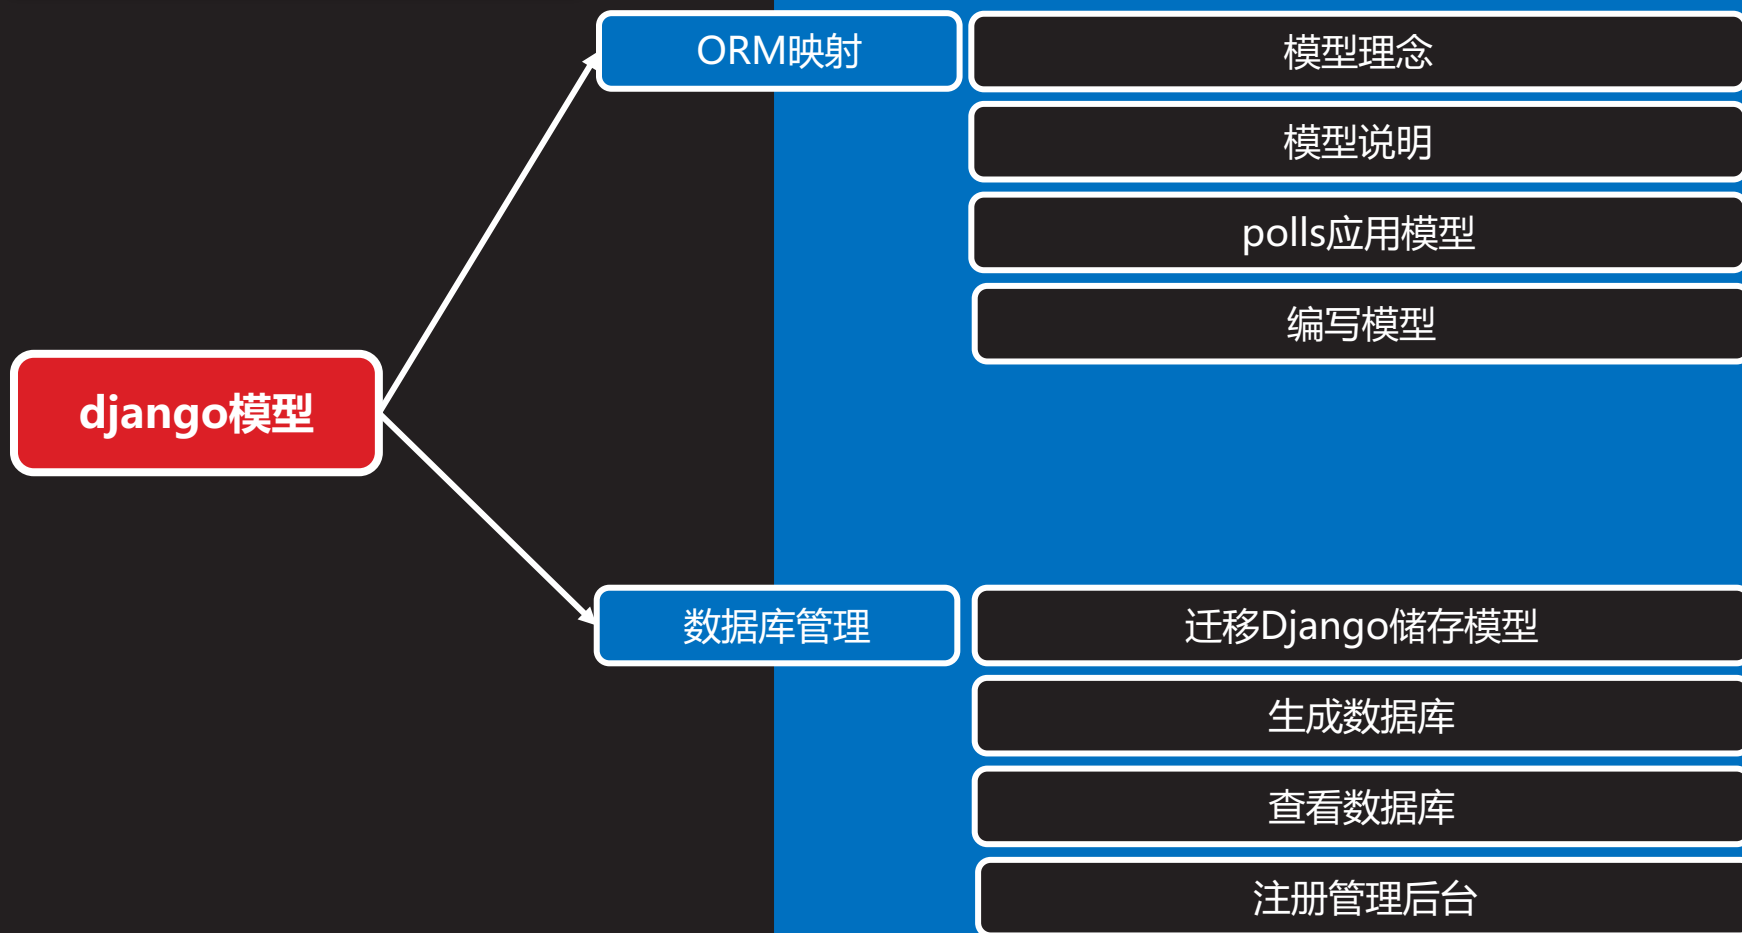 django模型
ORM映射
模型理念
模型说明
polls应用模型
编写模型
数据库管理
迁移Django储存模型
生成数据库
查看数据库
注册管理后台